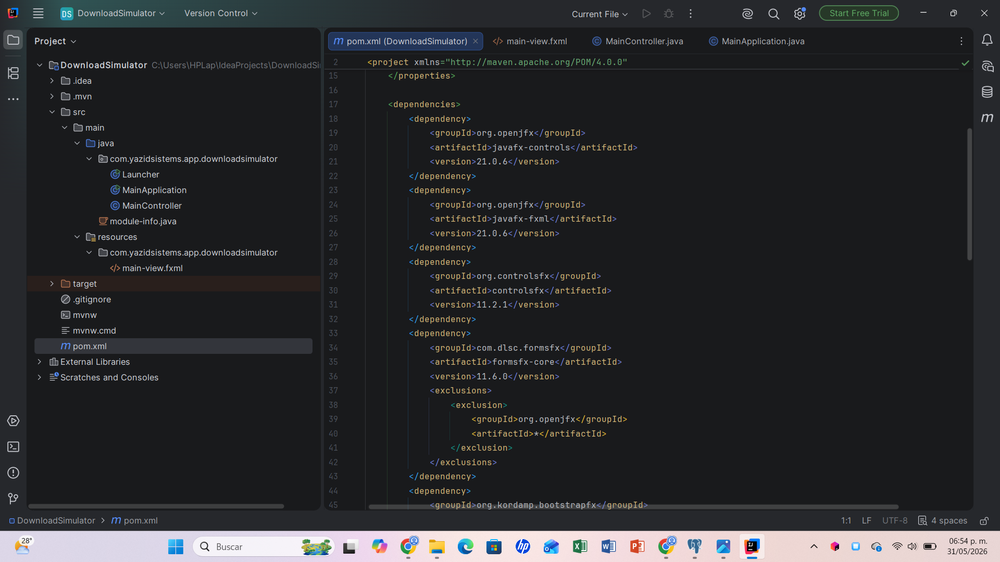 DS DownloadSimulator Version Control Current File Start Free Trial
Project
DownloadSimulator C:\Users\HPLap\IdeaProjects\DownloadSi
.idea
.mvn
src
main
java
com.yazidsistems.app.downloadsimulator
Launcher
MainApplication
MainController
module-info.java
resources
com.yazidsistems.app.downloadsimulator
main-view.fxml
target
.gitignore
mvnw
mvnw.cmd
pom.xml
External Libraries
Scratches and Consoles
pom.xml (DownloadSimulator) main-view.fxml MainController.java MainApplication.java
2 <project xmlns="http://maven.apache.org/POM/4.0.0"
15 </properties>
16
17 <dependencies>
18 <dependency>
19 <groupId>org.openjfx</groupId>
20 <artifactId>javafx-controls</artifactId>
21 <version>21.0.6</version>
22 </dependency>
23 <dependency>
24 <groupId>org.openjfx</groupId>
25 <artifactId>javafx-fxml</artifactId>
26 <version>21.0.6</version>
27 </dependency>
28 <dependency>
29 <groupId>org.controlsfx</groupId>
30 <artifactId>controlsfx</artifactId>
31 <version>11.2.1</version>
32 </dependency>
33 <dependency>
34 <groupId>com.dlsc.formsfx</groupId>
35 <artifactId>formsfx-core</artifactId>
36 <version>11.6.0</version>
37 <exclusions>
38 <exclusion>
39 <groupId>org.openjfx</groupId>
40 <artifactId>*</artifactId>
41 </exclusion>
42 </exclusions>
43 </dependency>
44 <dependency>
45 <groupId>org.kordamp.bootstrapfx</groupId>
DownloadSimulator pom.xml 1:1 LF UTF-8 4 spaces
28° Buscar 06:54 p. m.
31/05/2026